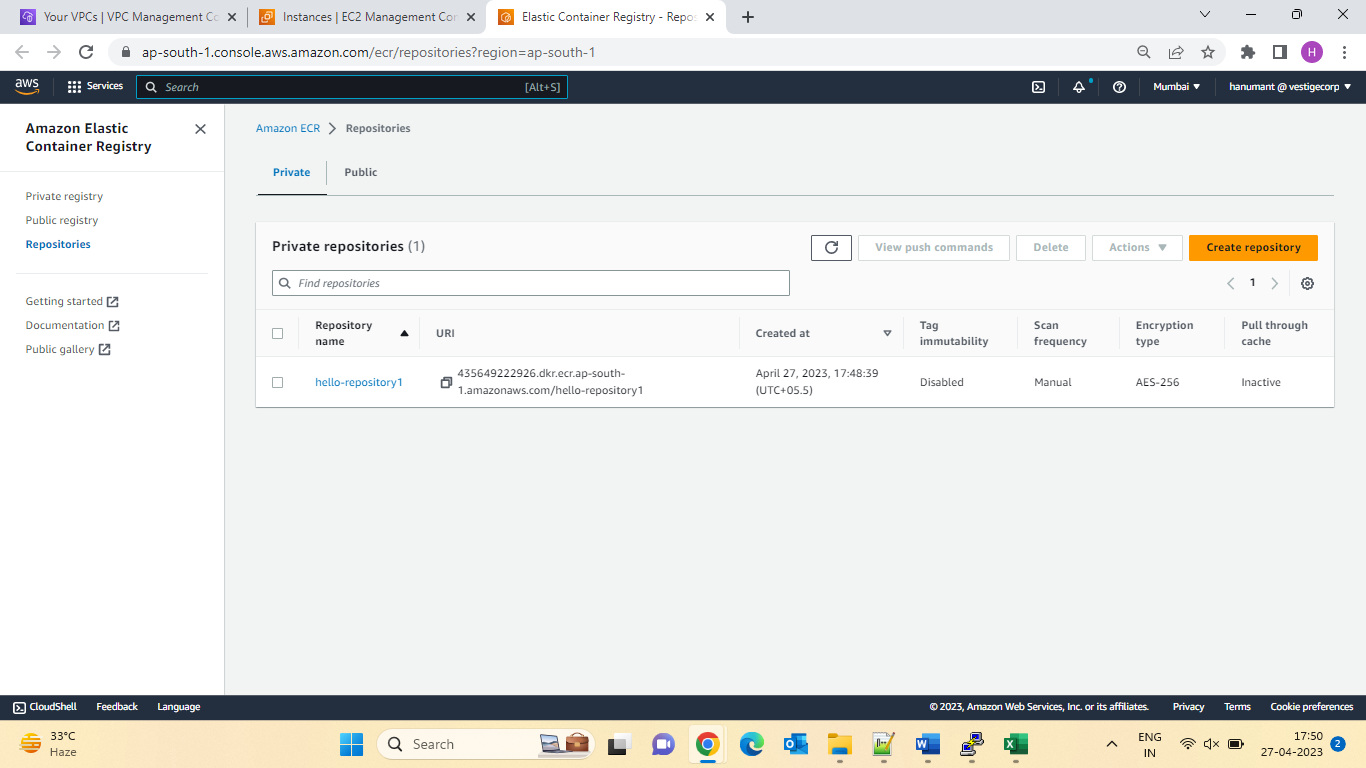 Your VPCs | VPC Management Co
Instances | EC2 Management Con
Elastic Container Registry - Repos
ap-south-1.console.aws.amazon.com/ecr/repositories?region=ap-south-1
H
aws
Services
Search
[Alt+S]
Mumbai
hanumant @ vestigecorp
Amazon Elastic
Container Registry
Private registry
Public registry
Repositories
Getting started
Documentation
Public gallery
Amazon ECR
Repositories
Private
Public
Private repositories (1)
View push commands
Delete
Actions
Create repository
Find repositories
1
Repository
name
URI
Created at
Tag
immutability
Scan
frequency
Encryption
type
Pull through
cache
hello-repository1
435649222926.dkr.ecr.ap-south-
1.amazonaws.com/hello-repository1
April 27, 2023, 17:48:39
(UTC+05.5)
Disabled
Manual
AES-256
Inactive
CloudShell
Feedback
Language
© 2023, Amazon Web Services, Inc. or its affiliates.
Privacy
Terms
Cookie preferences
33°C
Haze
Search
ENG
IN
17:50
27-04-2023
2